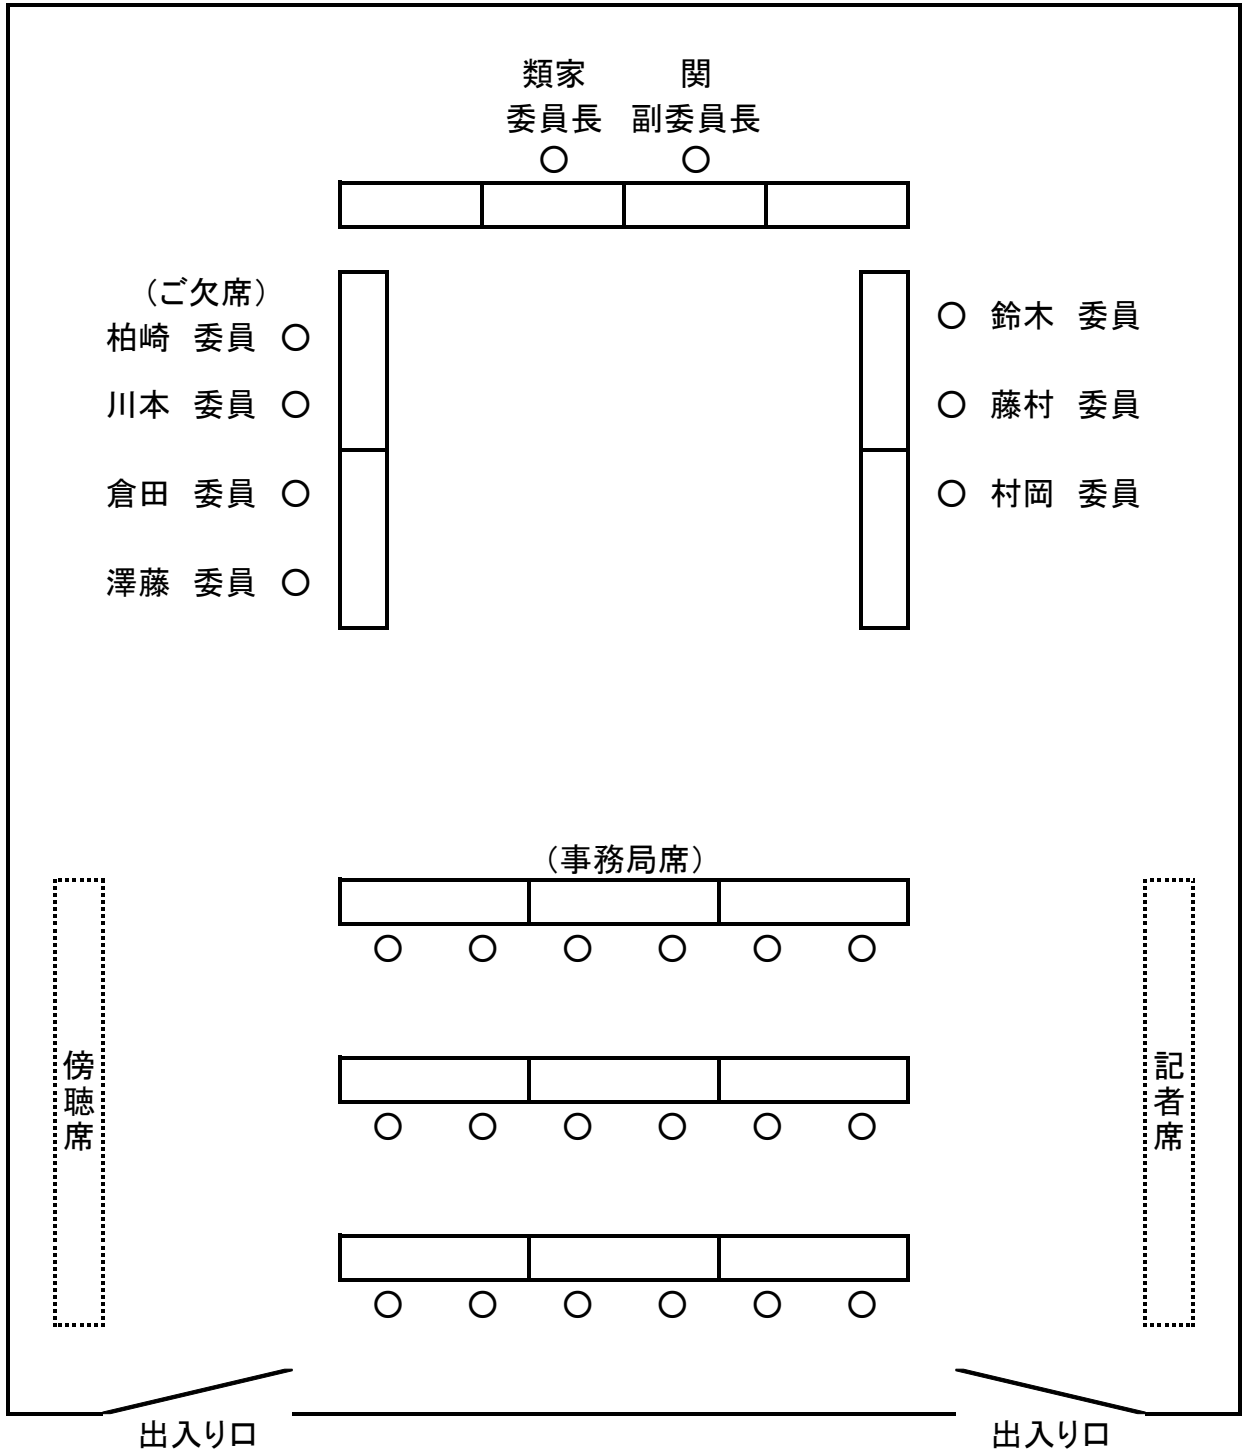 類家　関
委員長　副委員長
（ご欠席）
柏崎　委員
川本　委員
倉田　委員
澤藤　委員
鈴木　委員
藤村　委員
村岡　委員
（事務局席）
傍聴席
記者席
出入り口
出入り口